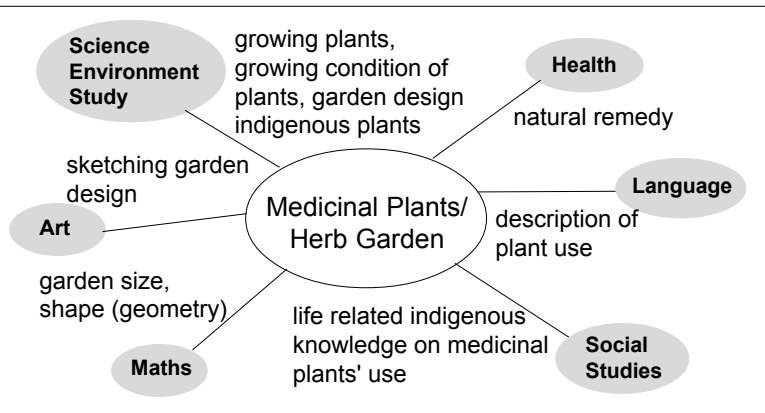 Science
Environment
Study
growing plants,
growing condition of
plants, garden design
indigenous plants
Health
natural remedy
sketching garden
design
Art
Medicinal Plants/
Herb Garden
Language
description of
plant use
garden size,
shape (geometry)
Maths
life related indigenous
knowledge on medicinal
plants' use
Social
Studies